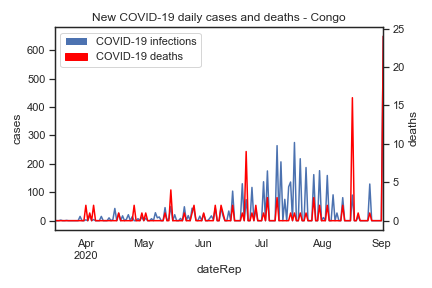 New COVID-19 daily cases and deaths - Congo
COVID-19 infections
COVID-19 deaths
600
500
400
300
200
100
0
cases
25
20
15
10
5
0
deaths
Apr
2020
May
Jun
Jul
Aug
Sep
dateRep